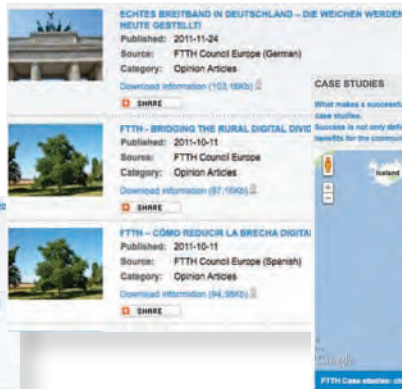 ECHTES BREITBAND IN DEUTSCHLAND – DIE WEICHEN WERDEN
HEUTE GESTELLT!
Published: 2011-11-24
Source: FTTH Council Europe (German)
Category: Opinion Articles
Download information (103.16Kb)
SHARE
FTTH - BRIDGING THE RURAL DIGITAL DIVID
Published: 2011-10-11
Source: FTTH Council Europe
Category: Opinion Articles
Download information (87.16Kb)
SHARE
FTTH – CÓMO REDUCIR LA BRECHA DIGITA
Published: 2011-10-11
Source: FTTH Council Europe (Spanish)
Category: Opinion Articles
Download information (94.38Kb)
SHARE
CASE STUDIES
What makes a successfu
case studies.
Success is not only defin
benefits for the commun
Iceland
Google
FTTH Case studies: co